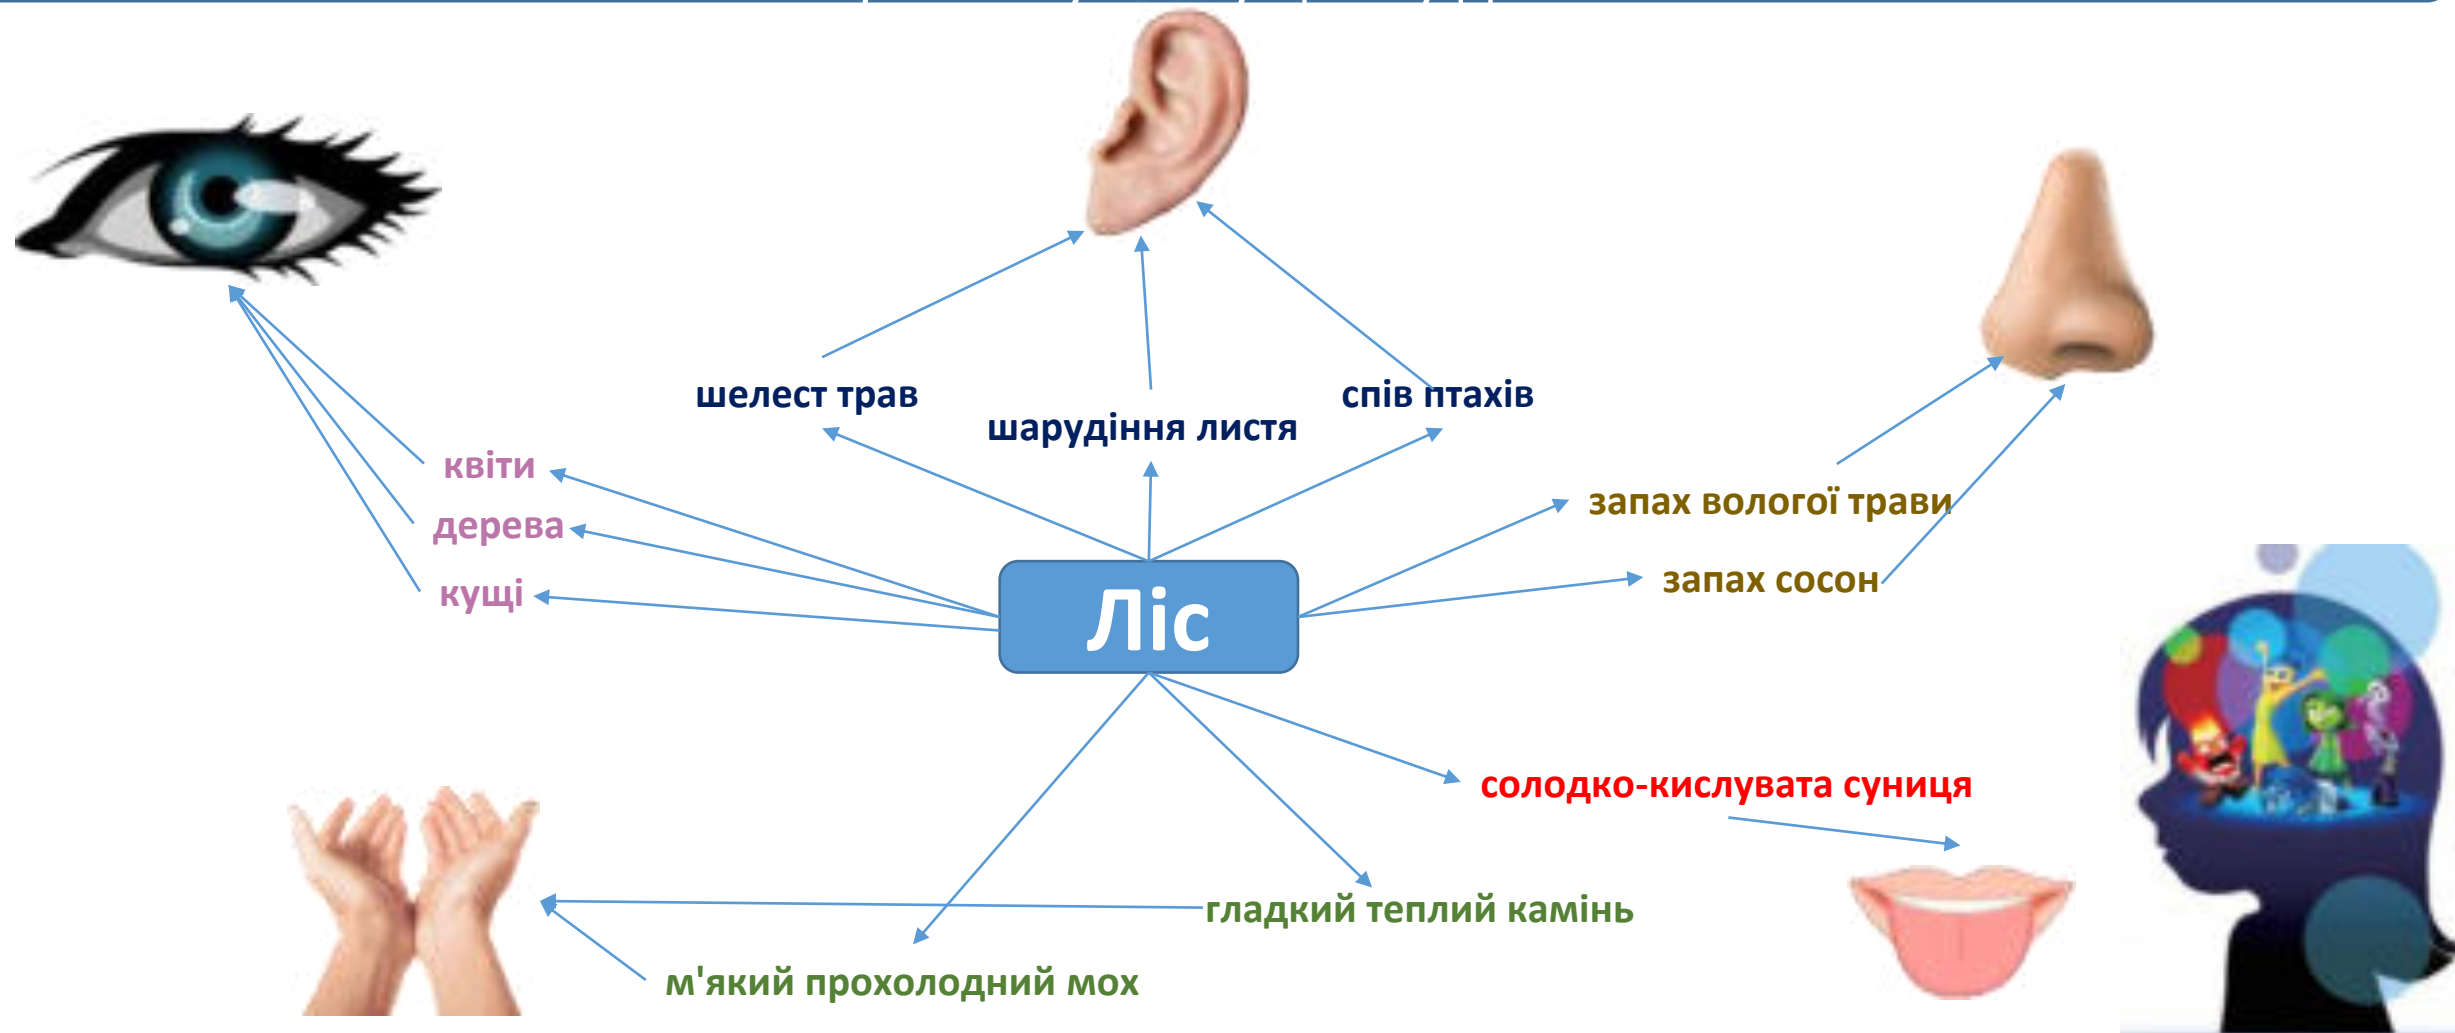 шелест трав
шарудіння листя
спів птахів
квіти
дерева
кущі
запах вологої трави
запах сосон
Ліс
солодко-кислувата суниця
гладкий теплий камінь
м'який прохолодний мох